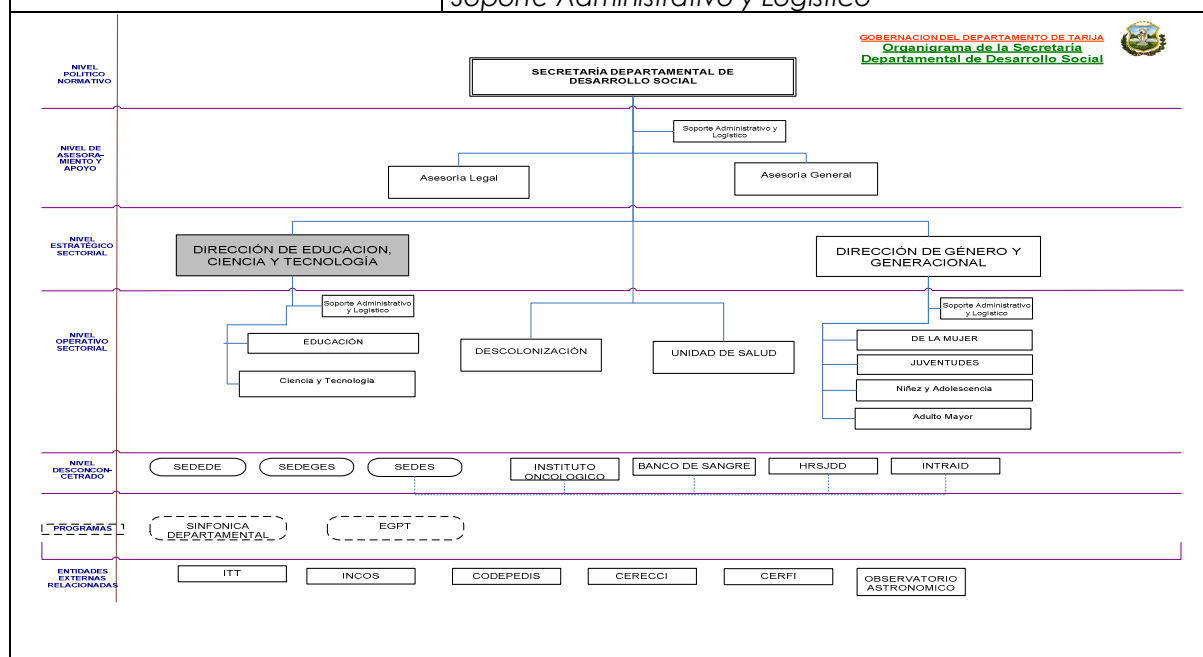 Soporte Administrativo y Logístico
GOBERNACION DEL DEPARTAMENTO DE TARIJA
Organigrama de la Secretaría
Departamental de Desarrollo Social
NIVEL
POLITICO
NORMATIVO
SECRETARÍA DEPARTAMENTAL DE
DESARROLLO SOCIAL
NIVEL DE
ASESORA-
MIENTO Y
APOYO
Soporte Administrativo y
Logístico
Asesoría Legal
Asesoría General
NIVEL
ESTRATÉGICO
SECTORIAL
DIRECCIÓN DE EDUCACION,
CIENCIA Y TECNOLOGÍA
DIRECCIÓN DE GÉNERO Y
GENERACIONAL
NIVEL
OPERATIVO
SECTORIAL
Soporte Administrativo
y Logístico
EDUCACIÓN
Ciencia y Tecnología
DESCOLONIZACIÓN
UNIDAD DE SALUD
Soporte Administrativo
y Logístico
DE LA MUJER
JUVENTUDES
Niñez y Adolescencia
Adulto Mayor
NIVEL
DESCONCON-
CETRADO
SEDEDE
SEDEGES
SEDES
INSTITUTO
ONCOLOGICO
BANCO DE SANGRE
HRSJDD
INTRAID
PROGRAMAS
SINFONICA
DEPARTAMENTAL
EGPT
ENTIDADES
EXTERNAS
RELACIONADAS
ITT
INCOS
CODEPEDIS
CERECCI
CERFI
OBSERVATORIO
ASTRONOMICO